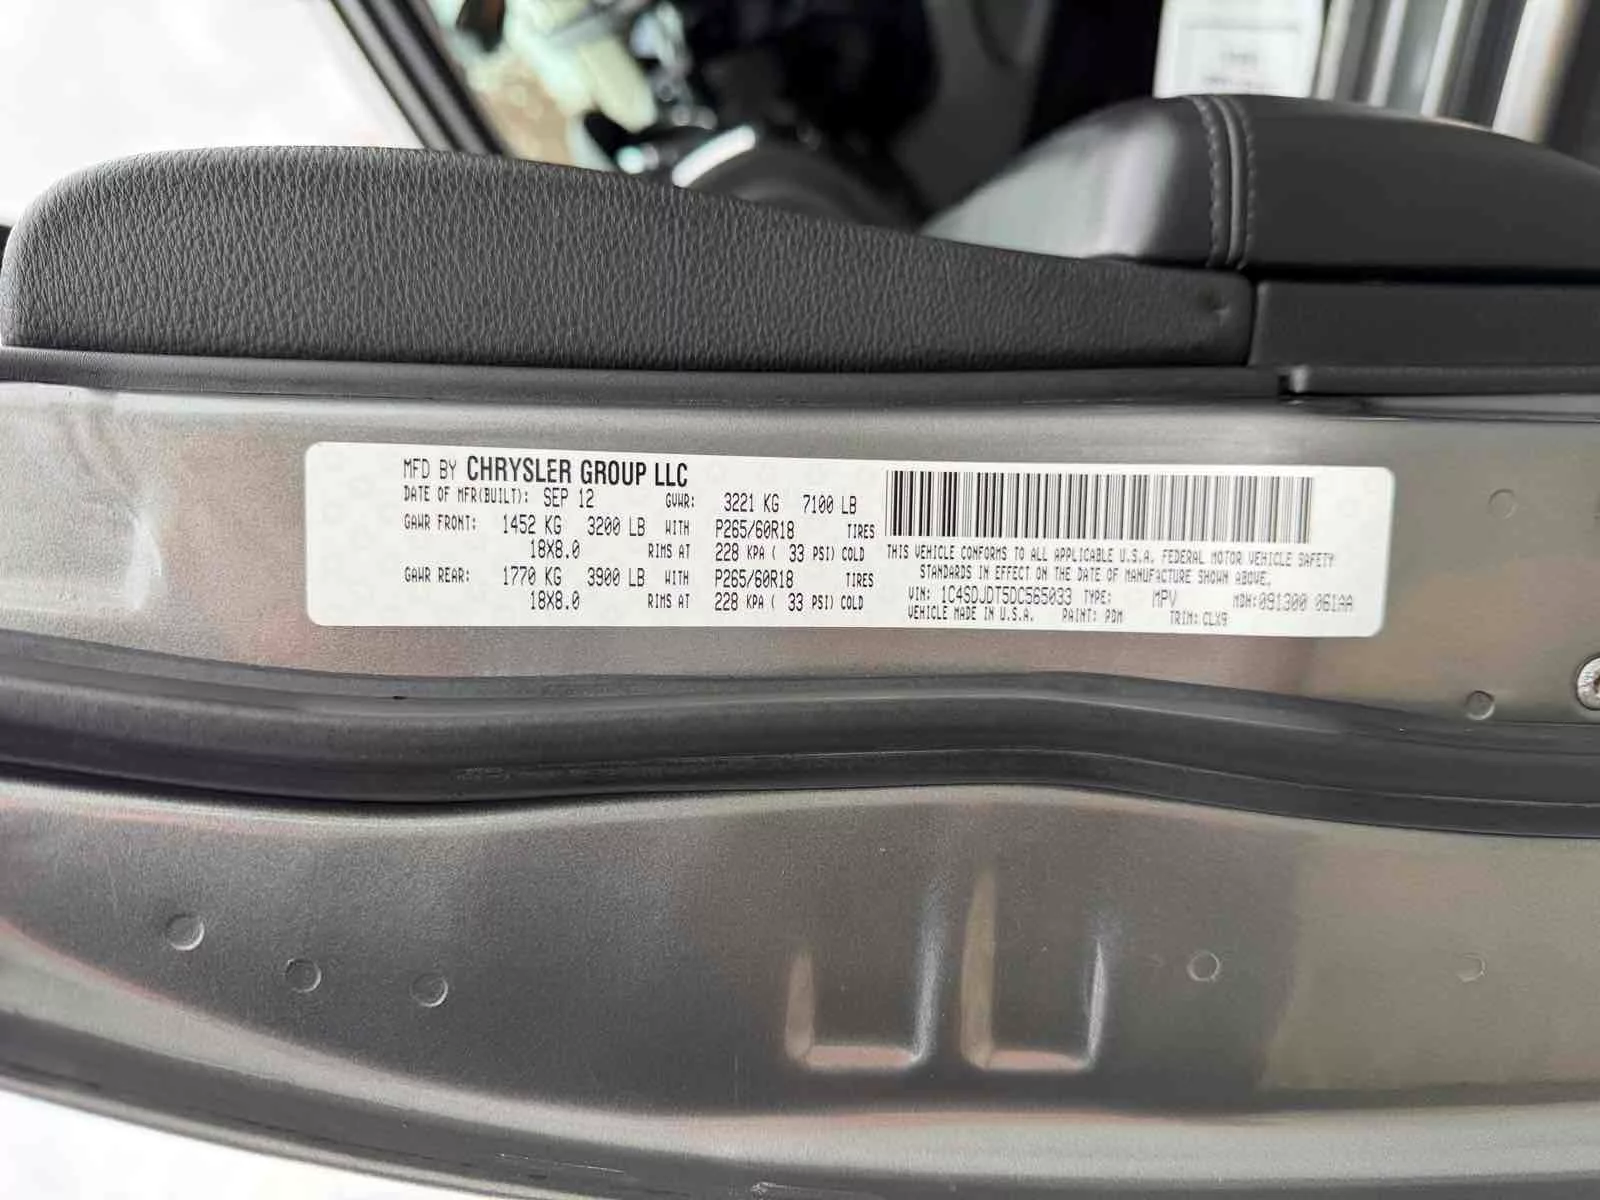 MFD BY CHRYSLER GROUP LLC
DATE OF MFR(BUILT): SEP 12 GVWR: 3221 KG 7100 LB
GAWR FRONT: 1452 KG 3200 LB WITH P265/60R18 TIRES
18X8.0 RIMS AT 228 KPA ( 33 PSI) COLD
GAWR REAR: 1770 KG 3900 LB WITH P265/60R18 TIRES
18X8.0 RIMS AT 228 KPA ( 33 PSI) COLD
THIS VEHICLE CONFORMS TO ALL APPLICABLE U.S.A. FEDERAL MOTOR VEHICLE SAFETY
STANDARDS IN EFFECT ON THE DATE OF MANUFACTURE SHOWN ABOVE.
VIN: 1C4SDJDT5DC565033 TYPE: MPV MDH:091300 061AA
VEHICLE MADE IN U.S.A. PAINT: PDM TRIM: CLX9